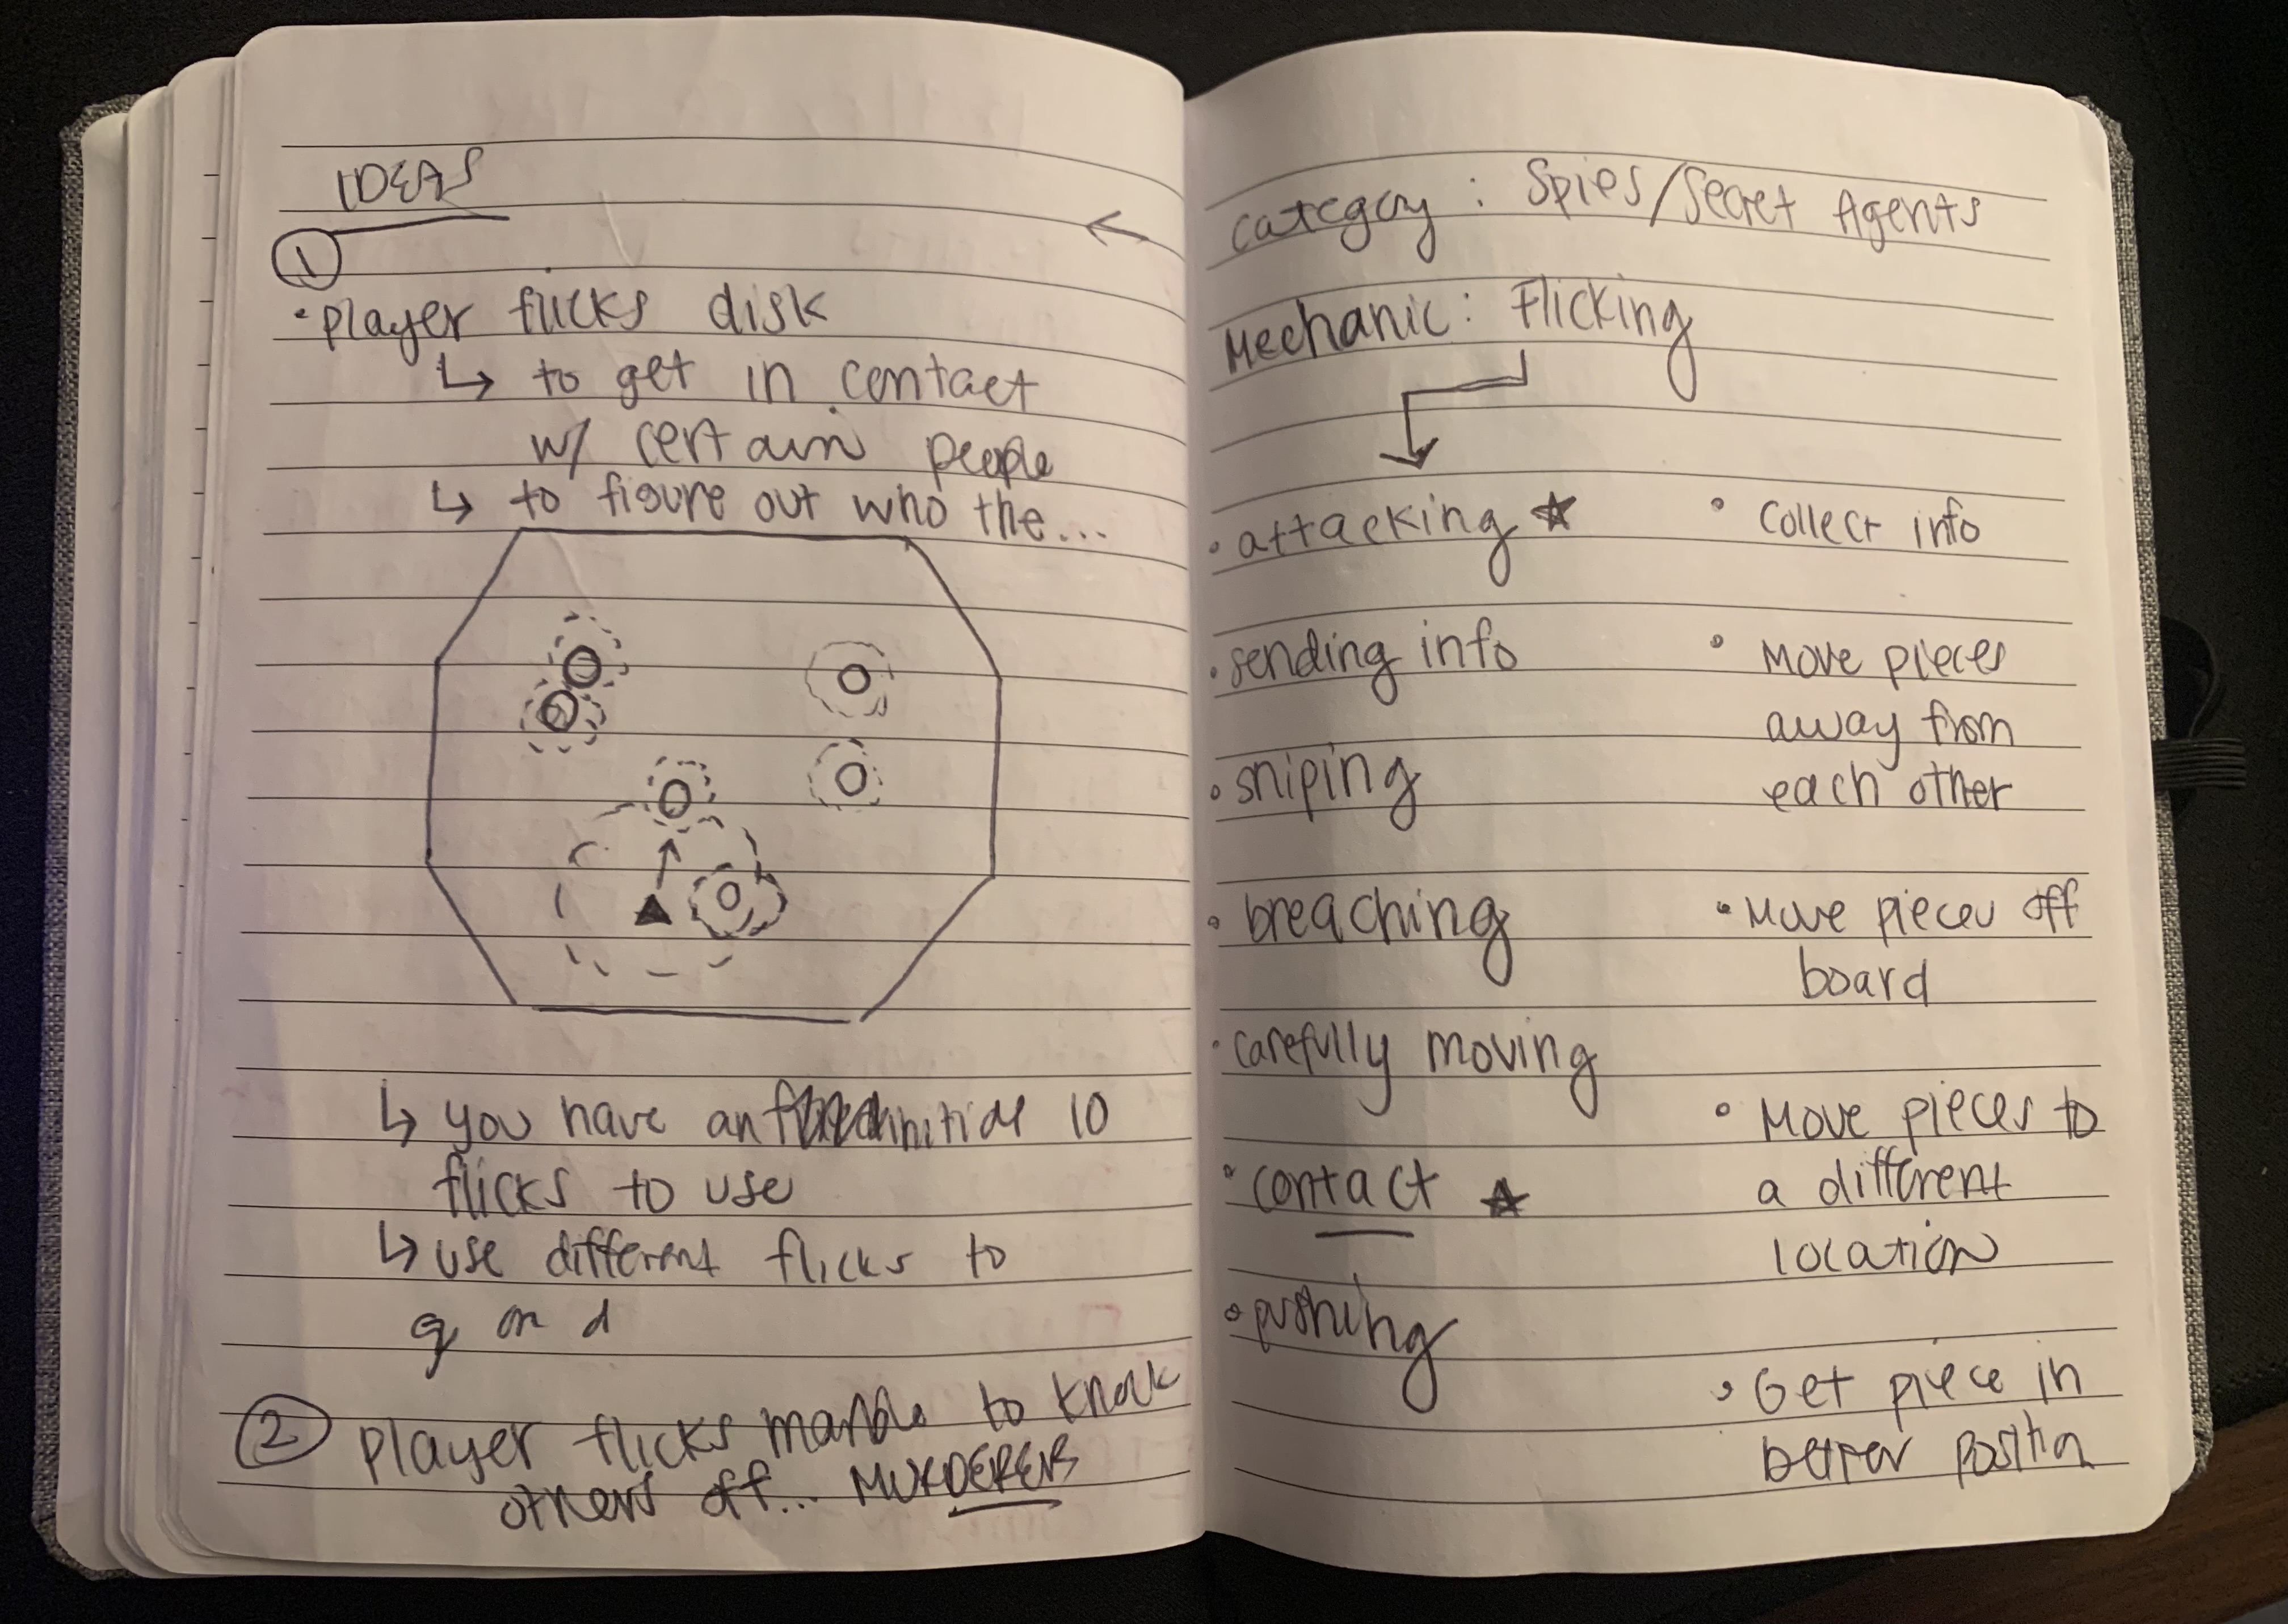 IDEAS
1
• player flicks disk
↳ to get in contact
w/ certain people
↳ to figure out who the...
↳ you have an initial 10
flicks to use
↳ use different flicks to
g on d
2 player flicks marble to knock
others off... MURDERERS
←
category: Spies/Secret Agents
Mechanic: Flicking
• attacking ☆
• sending info
• sniping
• breaching
• carefully moving
• contact ★
• pushing
• collect info
• Move pieces
away from
each other
• Move pieces off
board
• Move pieces to
a different
location
• Get piece in
better position